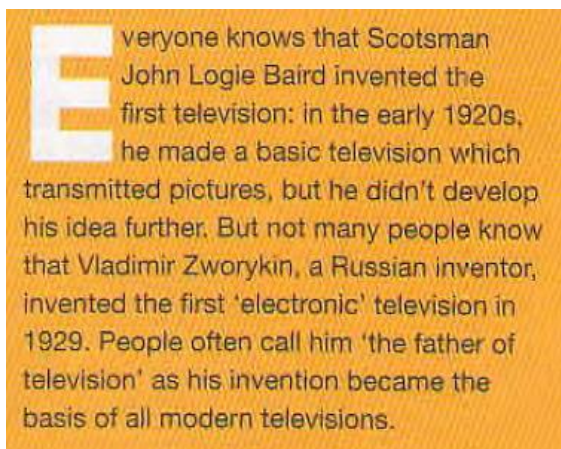 Everyone knows that Scotsman
John Logie Baird invented the
first television: in the early 1920s,
he made a basic television which
transmitted pictures, but he didn't develop
his idea further. But not many people know
that Vladimir Zworykin, a Russian inventor,
invented the first 'electronic' television in
1929. People often call him 'the father of
television' as his invention became the
basis of all modern televisions.